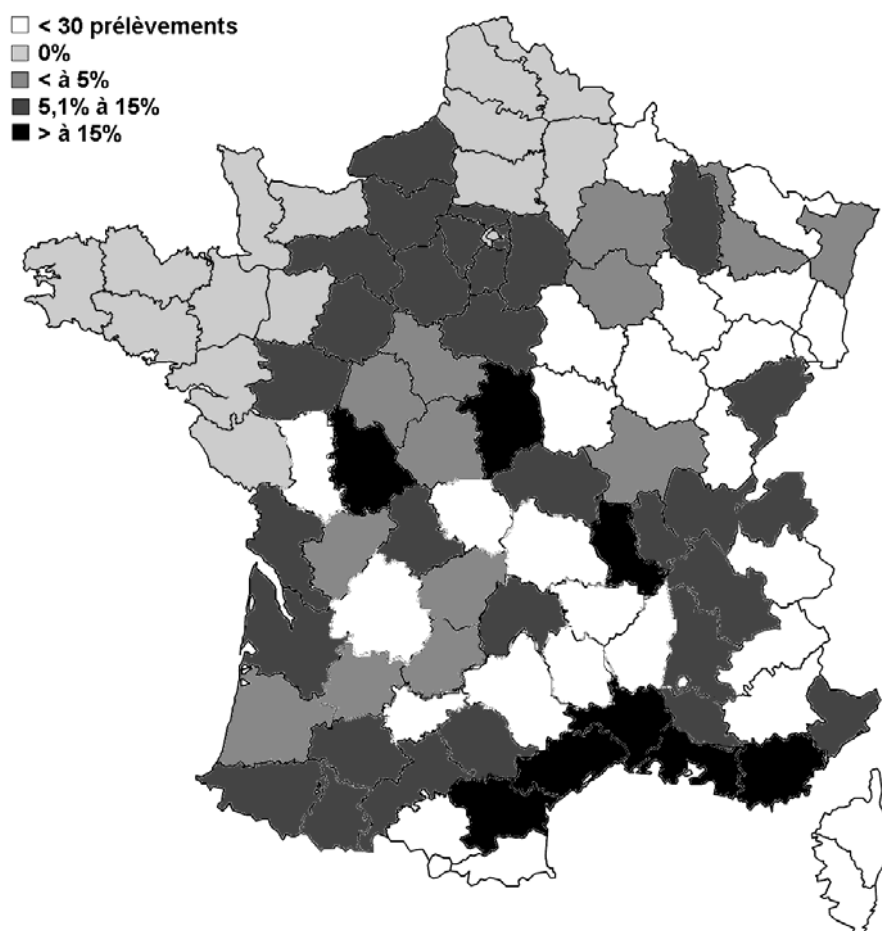 < 30 prélèvements
0%
< à 5%
5,1% à 15%
> à 15%